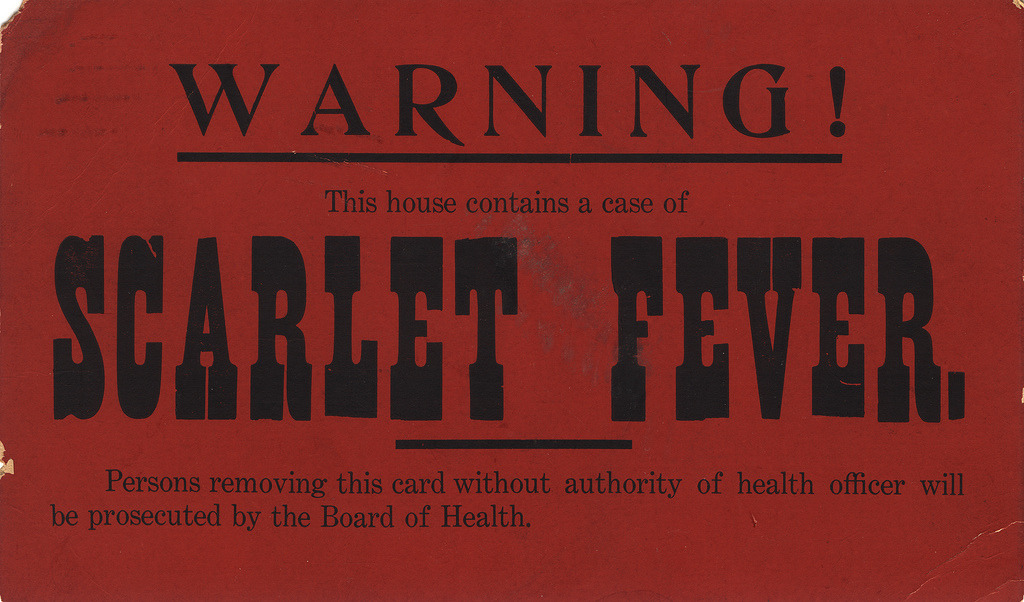 WARNING!
This house contains a case of
SCARLET FEVER.
Persons removing this card without authority of health officer will
be prosecuted by the Board of Health.